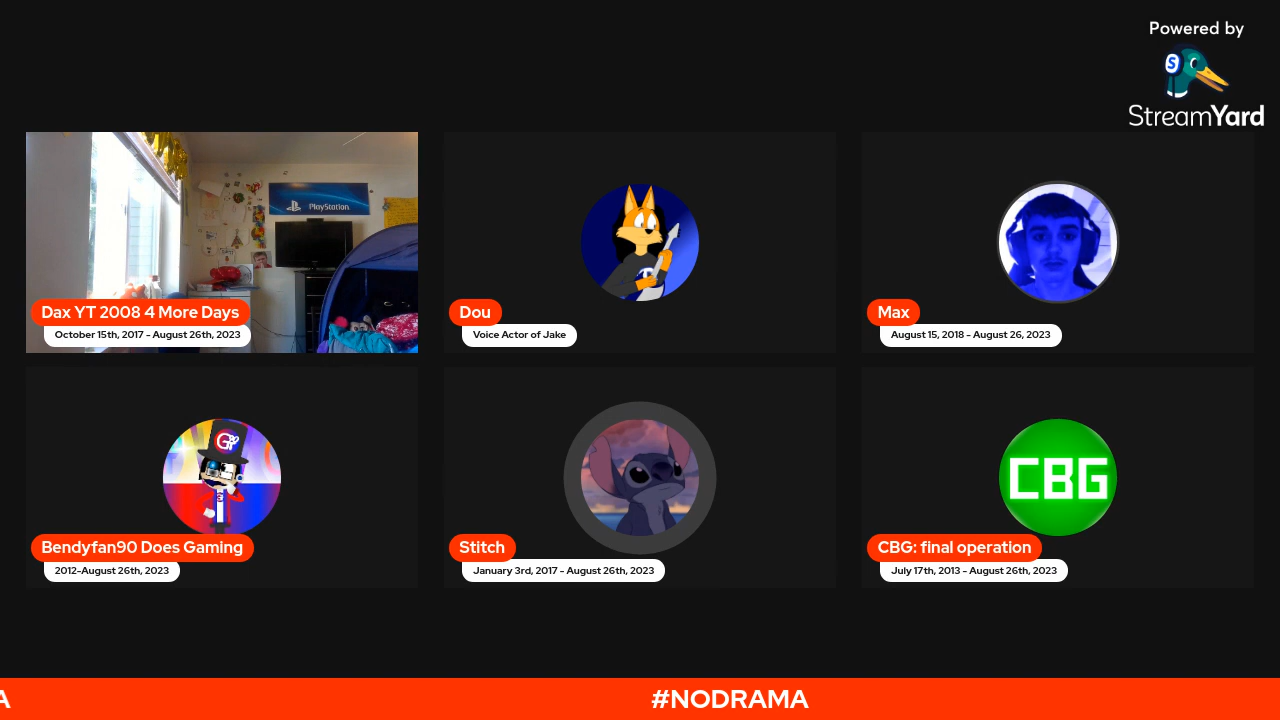 Powered by
S
StreamYard
PlayStation
Dax YT 2008 4 More Days
October 15th, 2017 - August 26th, 2023
Dou
Voice Actor of Jake
Max
August 15, 2018 - August 26, 2023
Bendyfan90 Does Gaming
2012-August 26th, 2023
Stitch
January 3rd, 2017 - August 26th, 2023
CBG
CBG: final operation
July 17th, 2013 - August 26th, 2023
A
#NODRAMA